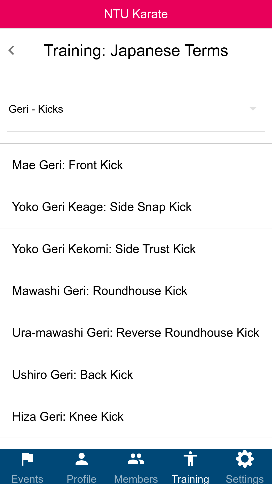 NTU Karate
Training: Japanese Terms
Geri - Kicks
Mae Geri: Front Kick
Yoko Geri Keage: Side Snap Kick
Yoko Geri Kekomi: Side Trust Kick
Mawashi Geri: Roundhouse Kick
Ura-mawashi Geri: Reverse Roundhouse Kick
Ushiro Geri: Back Kick
Hiza Geri: Knee Kick
Events Profile Members Training Settings